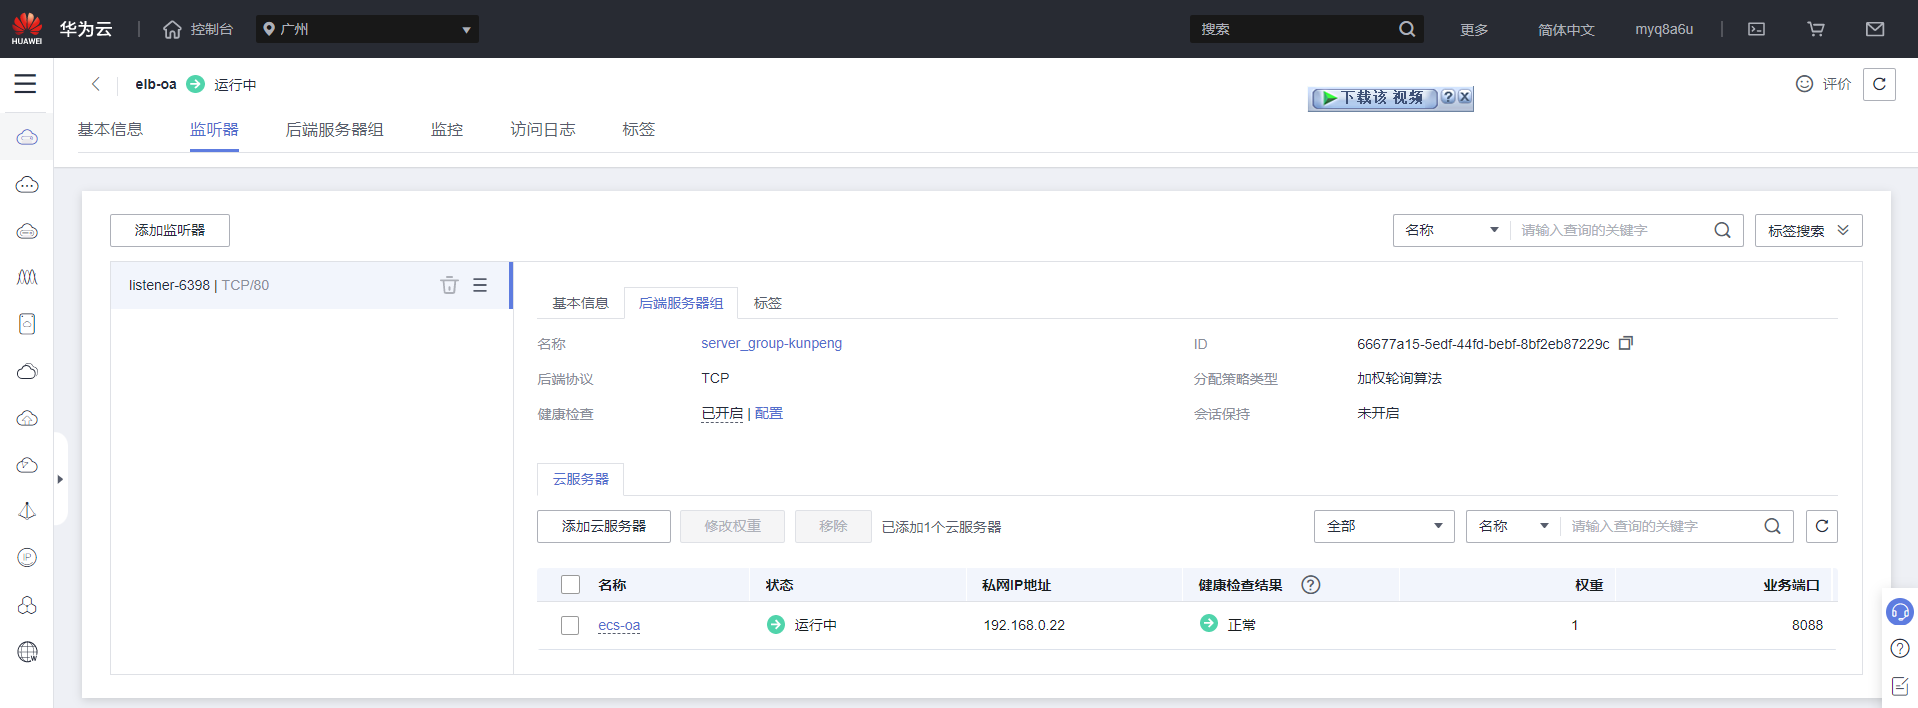 HUAWEI 华为云 | 控制台 广州 搜索 更多 简体中文 myq8a6u
elb-oa 运行中 评价
下载该 视频 ? X
基本信息 监听器 后端服务器组 监控 访问日志 标签
添加监听器 名称 请输入查询的关键字 标签搜索
listener-6398 | TCP/80
基本信息 后端服务器组 标签
名称 server_group-kunpeng ID 66677a15-5edf-44fd-bebf-8bf2eb87229c
后端协议 TCP 分配策略类型 加权轮询算法
健康检查 已开启 | 配置 会话保持 未开启
云服务器
添加云服务器 修改权重 移除 已添加1个云服务器 全部 名称 请输入查询的关键字
名称 状态 私网IP地址 健康检查结果 ? 权重 业务端口
ecs-oa 运行中 192.168.0.22 正常 1 8088